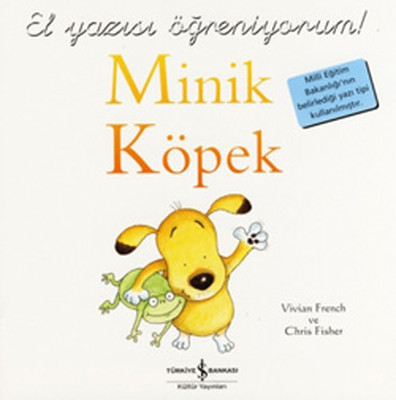 El yazısı öğreniyorum!
Minik
Köpek
Milli Eğitim
Bakanlığı'nın
belirlediği yazı tipi
kullanılmıştır.
Vivian French
ve
Chris Fisher
TÜRKİYE İŞ BANKASI
Kültür Yayınları